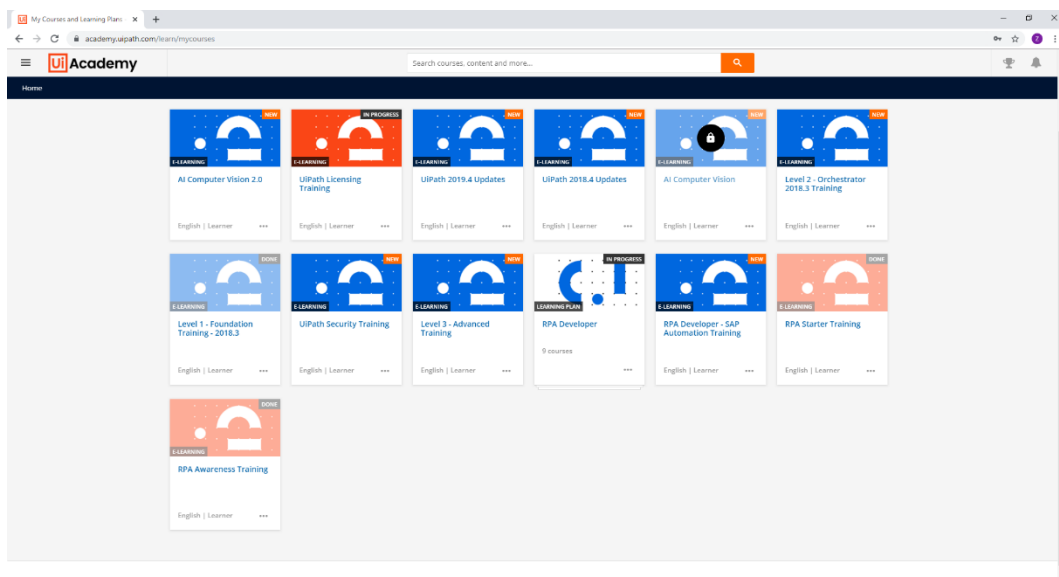 My Courses and Learning Plans
academy.uipath.com/learn/mycourses
Ui Academy
Search courses, content and more...
Home
NEW
IN PROGRESS
NEW
NEW
NEW
NEW
E-LEARNING
E-LEARNING
E-LEARNING
E-LEARNING
E-LEARNING
E-LEARNING
AI Computer Vision 2.0
UiPath Licensing
Training
UiPath 2019.4 Updates
UiPath 2018.4 Updates
AI Computer Vision
Level 2 - Orchestrator
2018.3 Training
English | Learner
English | Learner
English | Learner
English | Learner
English | Learner
English | Learner
DONE
NEW
NEW
IN PROGRESS
NEW
DONE
E-LEARNING
E-LEARNING
E-LEARNING
LEARNING PLAN
E-LEARNING
E-LEARNING
Level 1 - Foundation
Training - 2018.3
UiPath Security Training
Level 3 - Advanced
Training
RPA Developer
RPA Developer - SAP
Automation Training
RPA Starter Training
9 courses
English | Learner
English | Learner
English | Learner
English | Learner
English | Learner
DONE
E-LEARNING
RPA Awareness Training
English | Learner